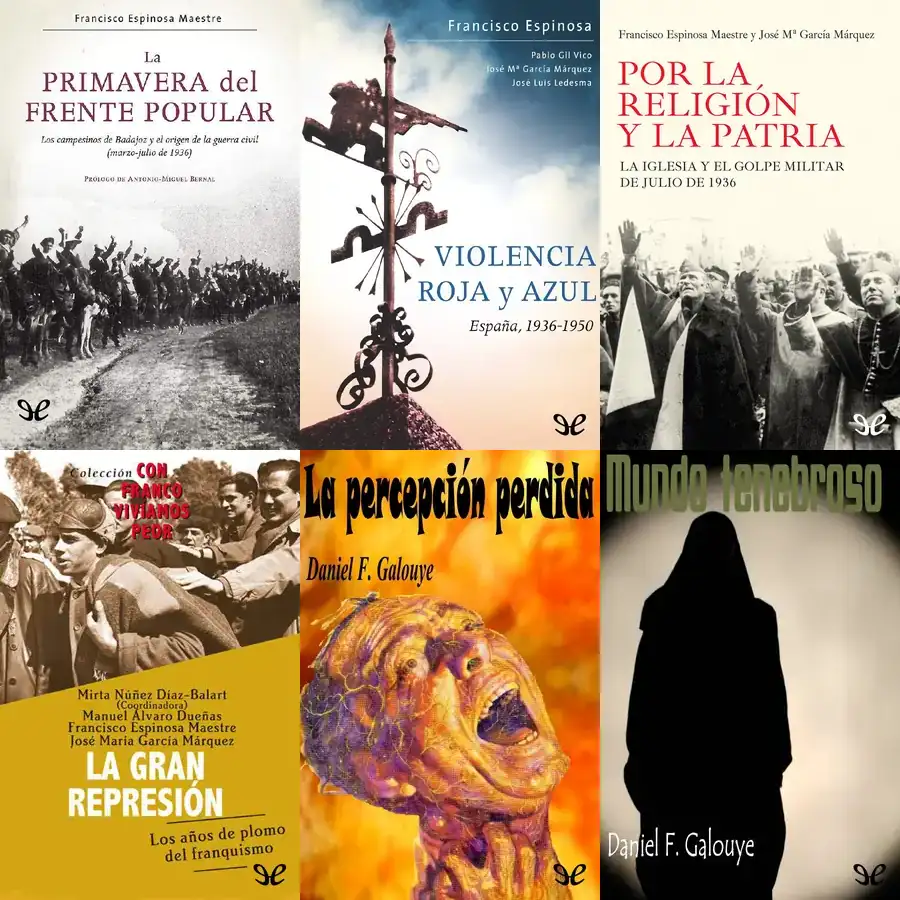 Francisco Espinosa Maestre
La
PRIMAVERA del
FRENTE POPULAR
Los campesinos de Badajoz y el origen de la guerra civil
(marzo-julio de 1936)
PRÓLOGO DE ANTONIO-MIGUEL BERNAL
Francisco Espinosa
Pablo Gil Vico
José Mª García Márquez
José Luis Ledesma
VIOLENCIA
ROJA y AZUL
España, 1936-1950
Francisco Espinosa Maestre y José Mª García Márquez
POR LA
RELIGIÓN
Y LA PATRIA
LA IGLESIA Y EL GOLPE MILITAR
DE JULIO DE 1936
Colección CON
FRANCO
VIVÍAMOS
PEOR
Mirta Núñez Díaz-Balart
(Coordinadora)
Manuel Álvaro Dueñas
Francisco Espinosa Maestre
José María García Márquez
LA GRAN
REPRESIÓN
Los años de plomo
del franquismo
La percepción perdida
Daniel F. Galouye
Mundo tenebroso
Daniel F. Galouye